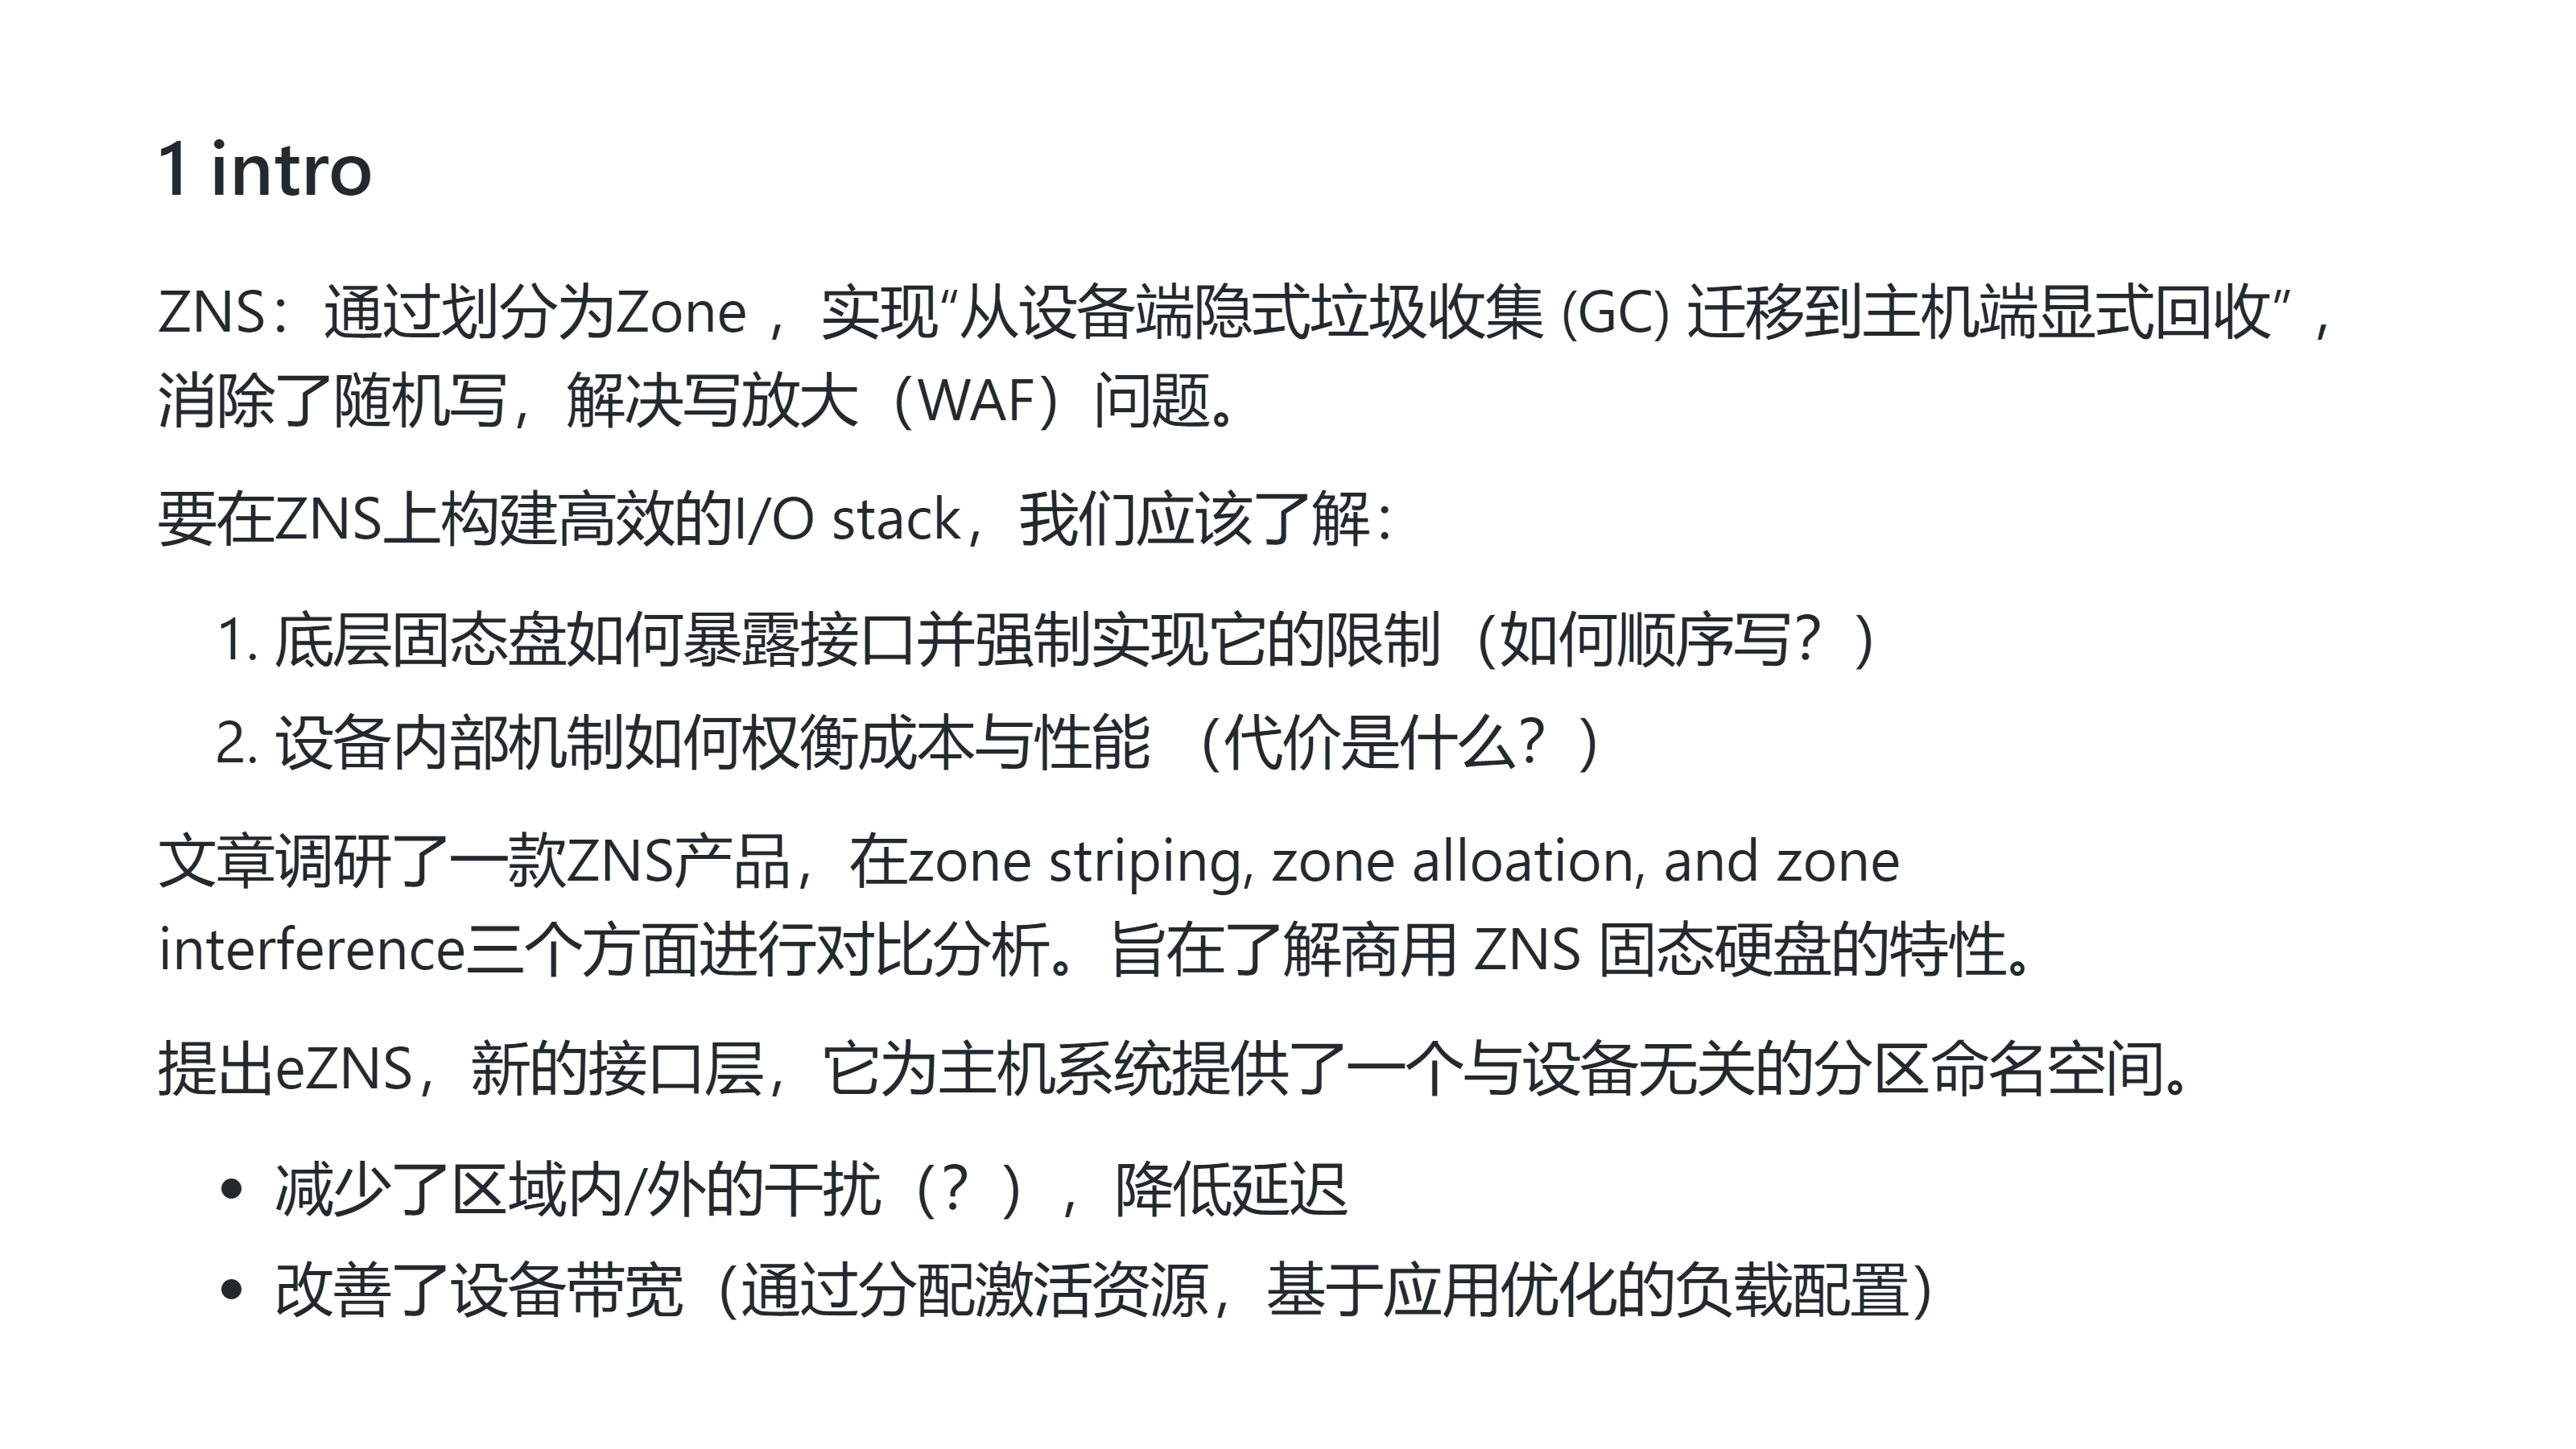 1 intro
ZNS：通过划分为Zone ，实现“从设备端隐式垃圾收集 (GC) 迁移到主机端显式回收” ，
消除了随机写，解决写放大（WAF）问题。
要在ZNS上构建高效的I/O stack，我们应该了解：
1. 底层固态盘如何暴露接口并强制实现它的限制（如何顺序写？）
2. 设备内部机制如何权衡成本与性能 （代价是什么？）
文章调研了一款ZNS产品，在zone striping, zone alloation, and zone
interference三个方面进行对比分析。旨在了解商用 ZNS 固态硬盘的特性。
提出eZNS，新的接口层，它为主机系统提供了一个与设备无关的分区命名空间。
• 减少了区域内/外的干扰（？），降低延迟
• 改善了设备带宽（通过分配激活资源，基于应用优化的负载配置）